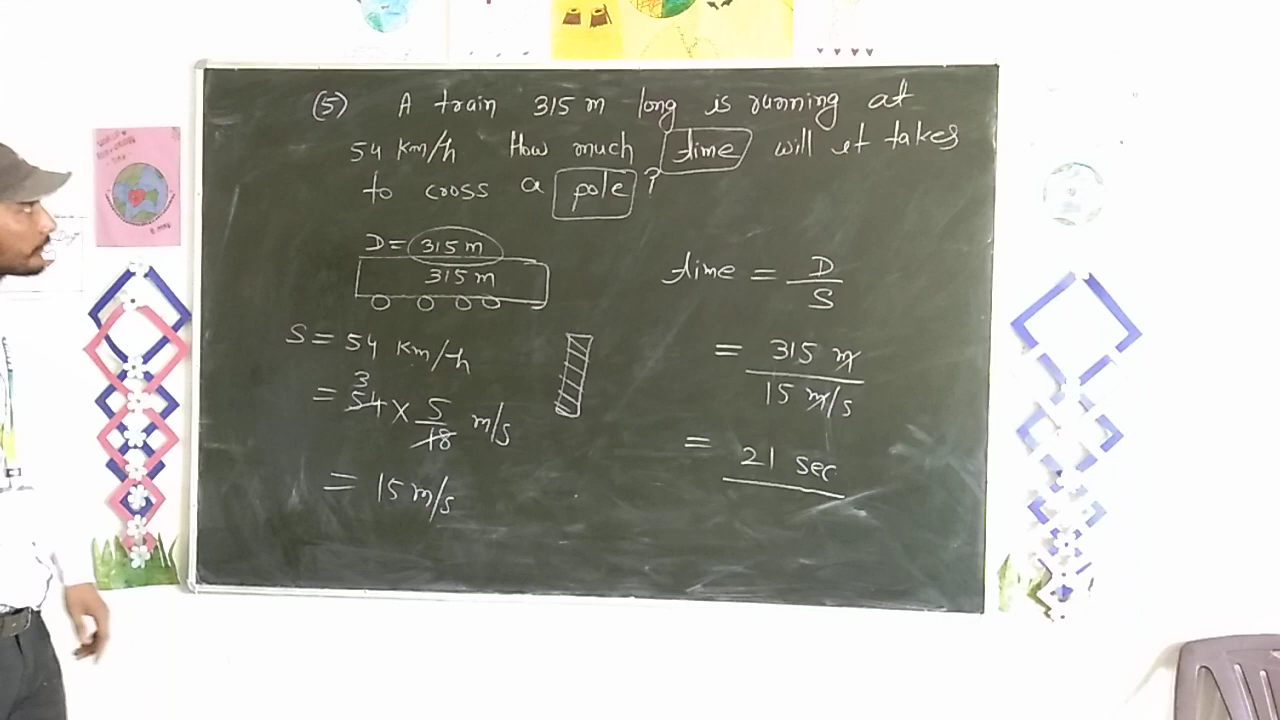 (5) A train 315 m long is running at
54 Km/h How much time will it takes
to cross a pole ?
D = 315 m
315 m
S = 54 Km/h
= 54 × 5/18 m/s
3
= 15 m/s
time = D/S
= 315 m / 15 m/s
= 21 sec